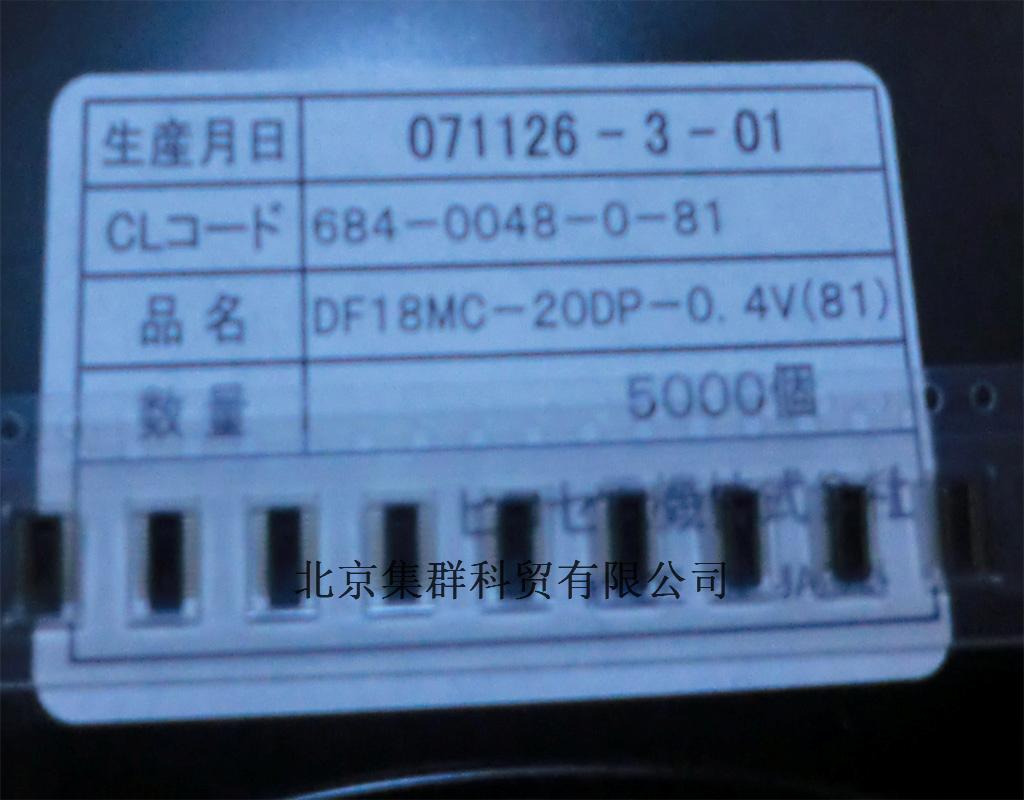 生産月日 071126-3-01
CLコード 684-0048-0-81
品名 DF18MC-20DP-0.4V(81)
数量 5000個
北京集群科贸有限公司